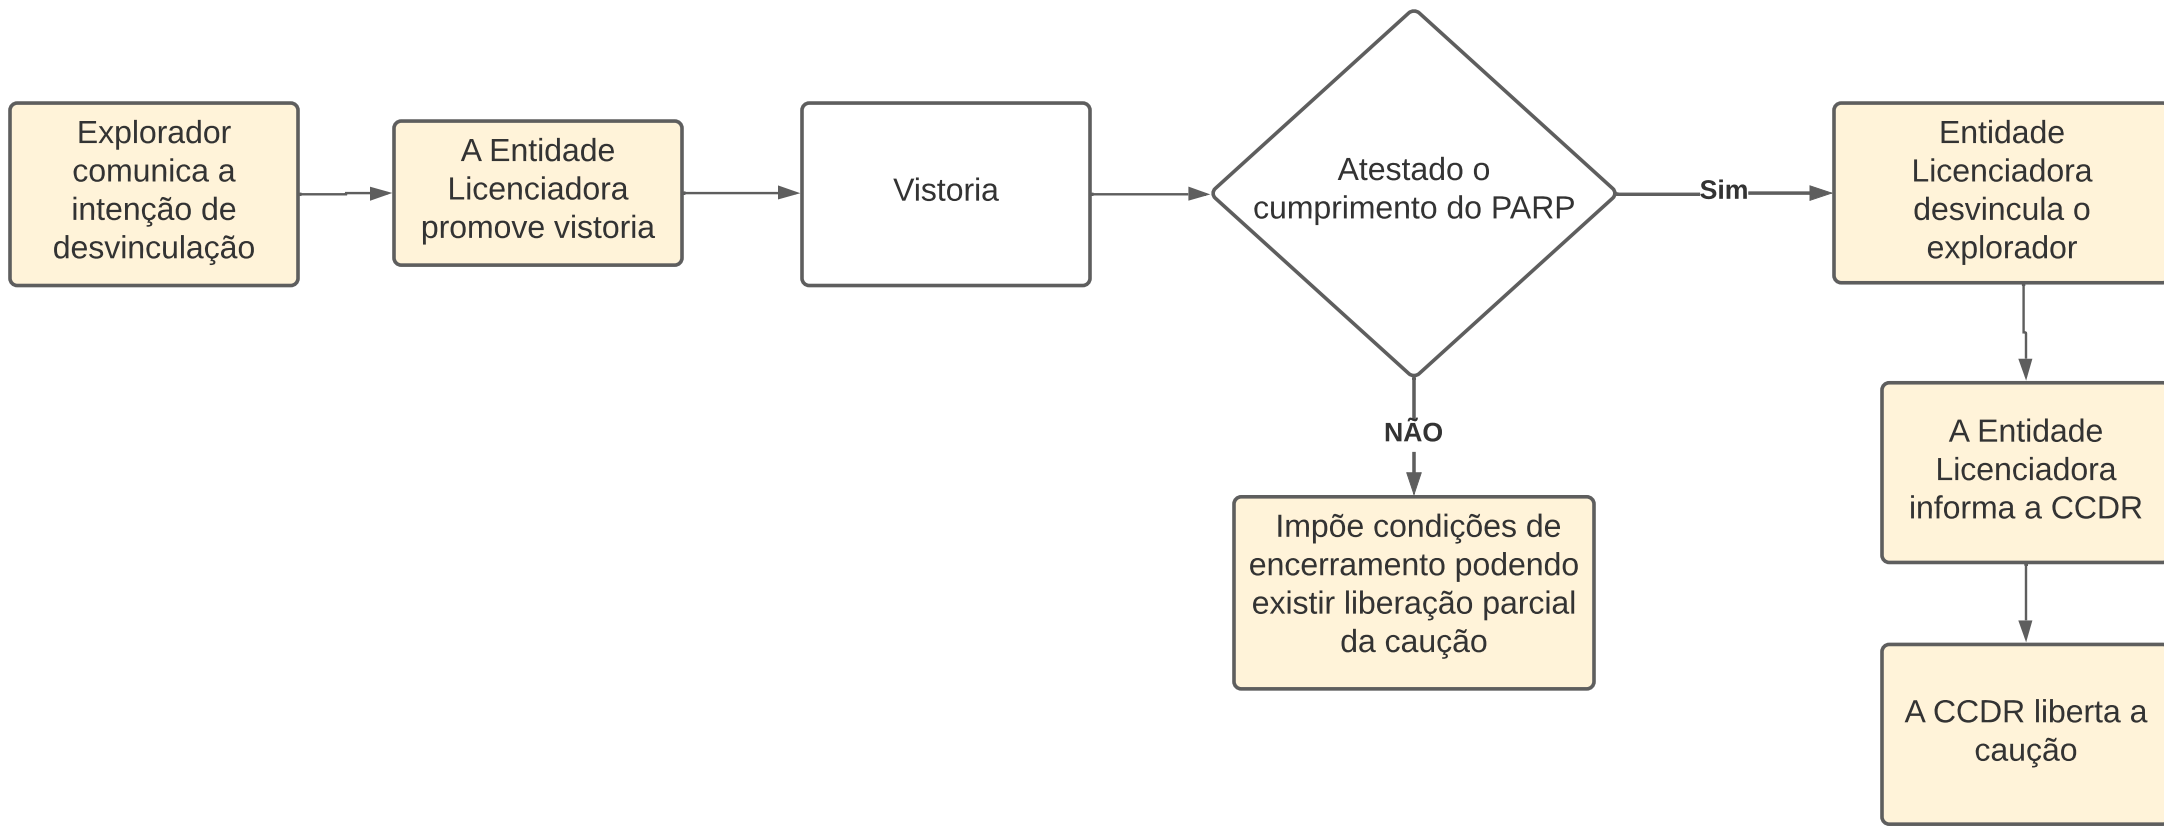 Explorador
comunica a
intenção de
desvinculação
A Entidade
Licenciadora
promove vistoria
Vistoria
Atestado o
cumprimento do PARP
Sim
Entidade
Licenciadora
desvincula o
explorador
NÃO
Impõe condições de
encerramento podendo
existir liberação parcial
da caução
A Entidade
Licenciadora
informa a CCDR
A CCDR liberta a
caução